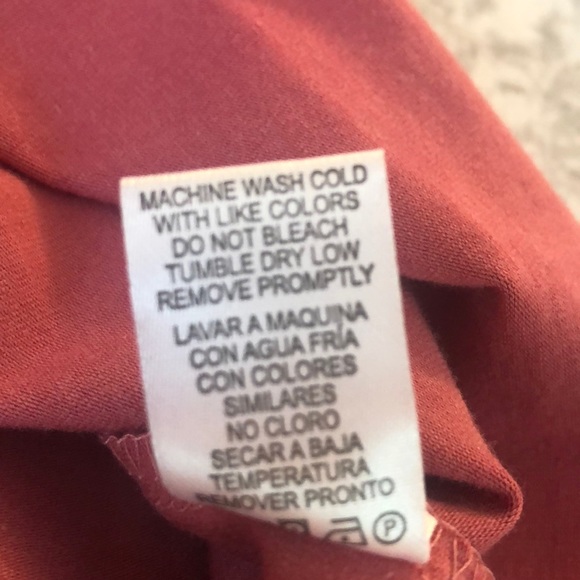 MACHINE WASH COLD
WITH LIKE COLORS
DO NOT BLEACH
TUMBLE DRY LOW
REMOVE PROMPTLY
LAVAR A MAQUINA
CON AGUA FRÍA
CON COLORES
SIMILARES
NO CLORO
SECAR A BAJA
TEMPERATURA
REMOVER PRONTO
P